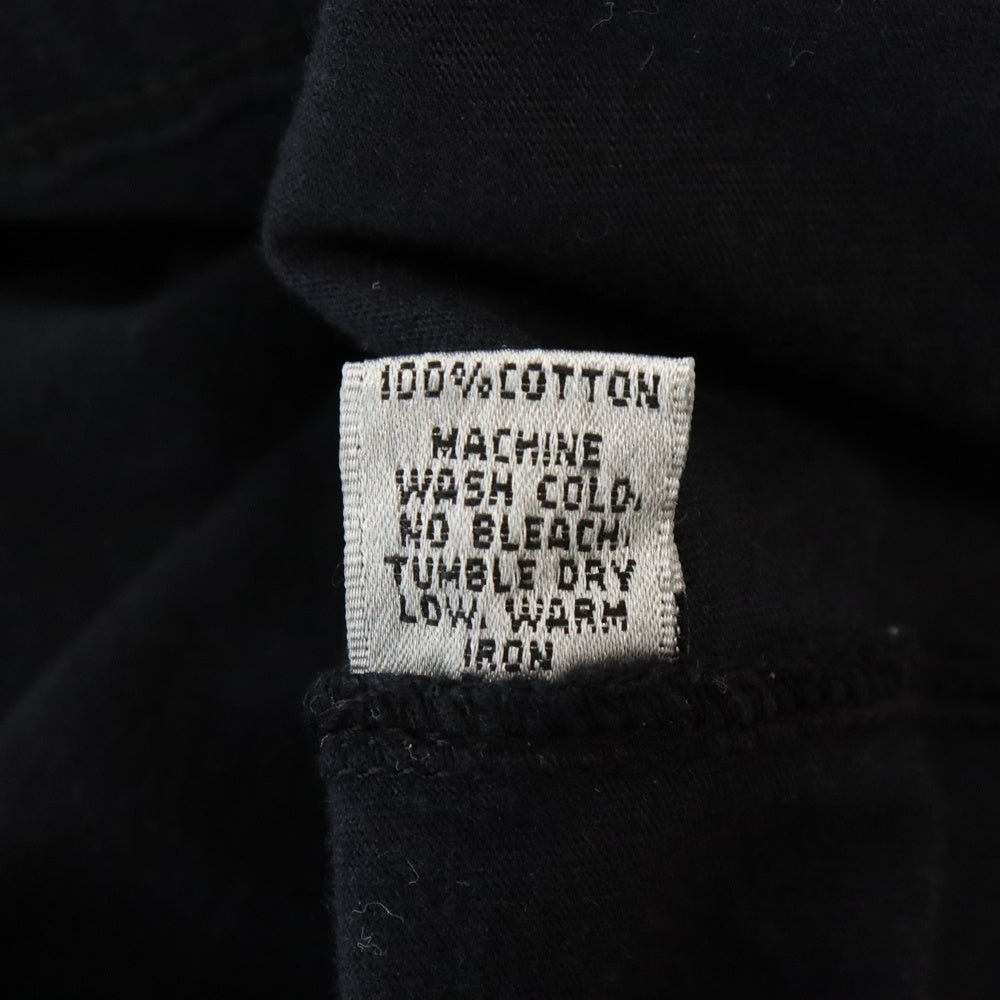 100% COTTON
MACHINE
WASH COLD,
NO BLEACH,
TUMBLE DRY
LOW, WARM
IRON